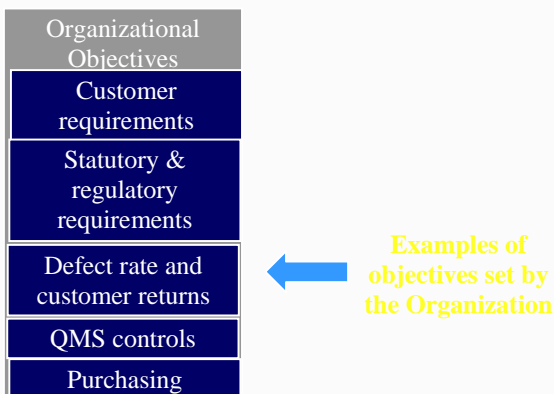 Organizational
Objectives
Customer
requirements
Statutory &
regulatory
requirements
Defect rate and
customer returns
QMS controls
Purchasing
Examples of
objectives set by
the Organization